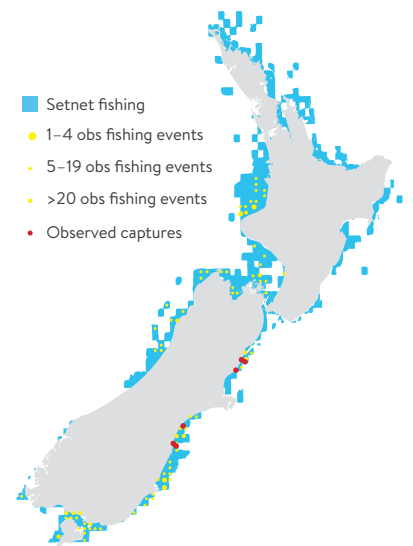 Setnet fishing
1–4 obs fishing events
5–19 obs fishing events
>20 obs fishing events
Observed captures